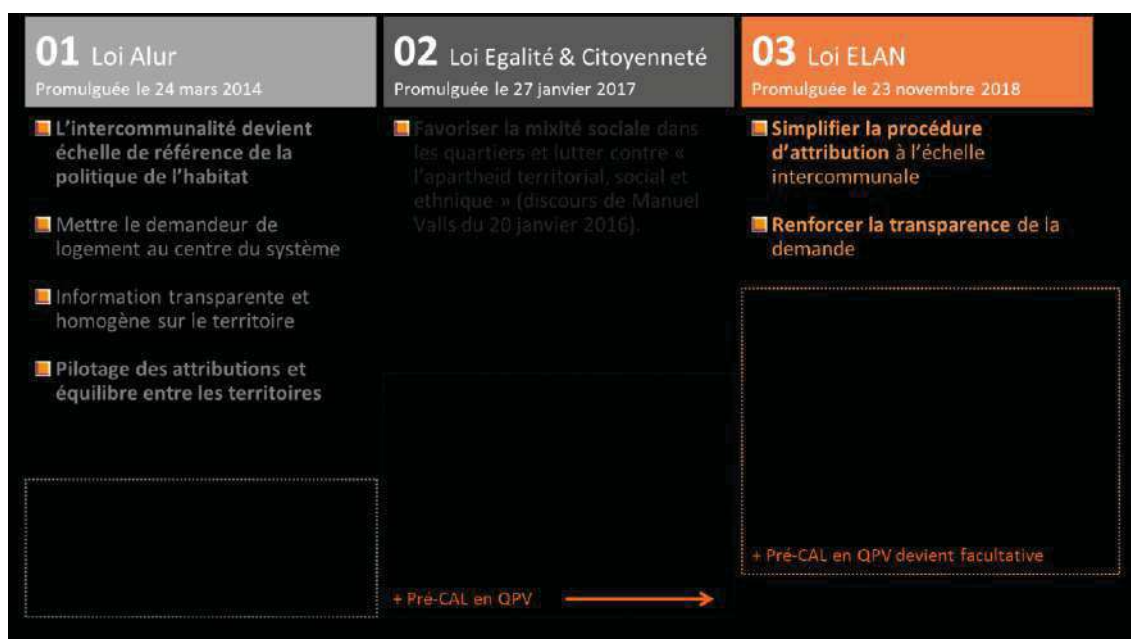 01 Loi Alur
Promulguée le 24 mars 2014
L'intercommunalité devient
échelle de référence de la
politique de l'habitat
Mettre le demandeur de
logement au centre du système
Information transparente et
homogène sur le territoire
Pilotage des attributions et
équilibre entre les territoires
02 Loi Egalité & Citoyenneté
Promulguée le 27 janvier 2017
Favoriser la mixité sociale dans
les quartiers et lutter contre «
l'apartheid territorial, social et
ethnique » (discours de Manuel
Valls du 20 janvier 2016).
+ Pré-CAL en QPV
03 Loi ELAN
Promulguée le 23 novembre 2018
Simplifier la procédure
d'attribution à l'échelle
intercommunale
Renforcer la transparence de la
demande
+ Pré-CAL en QPV devient facultative